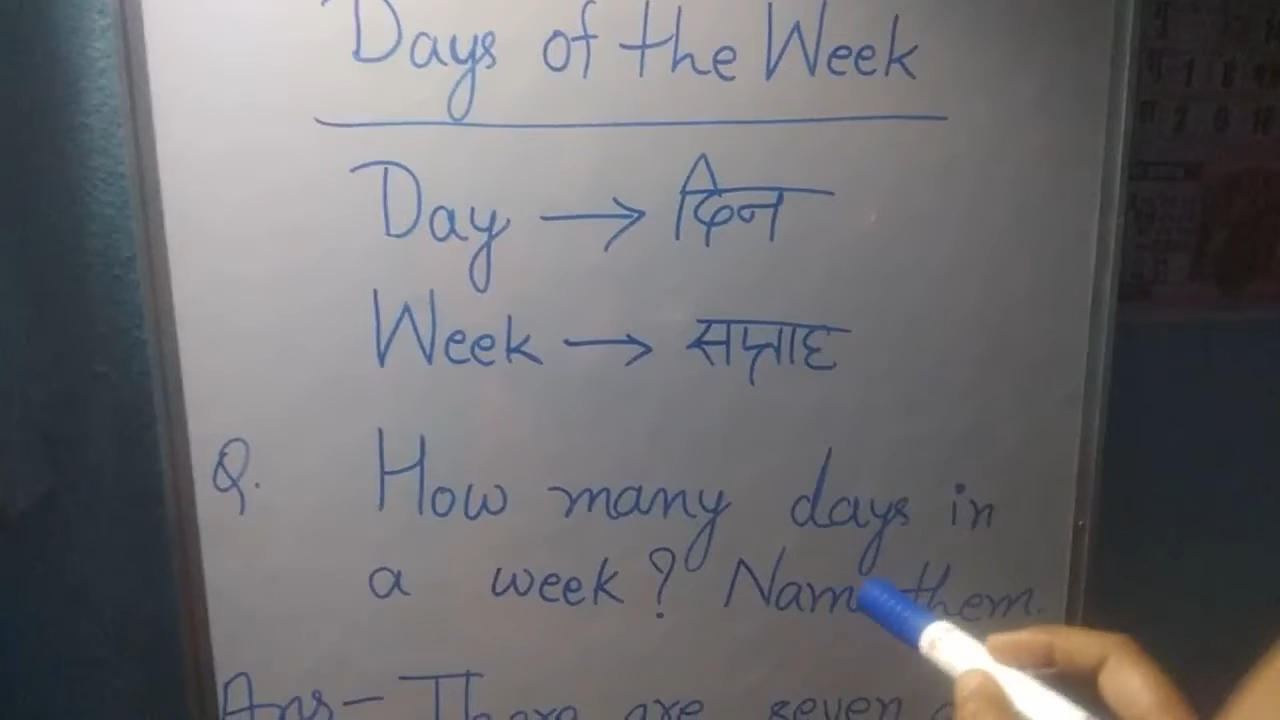 Days of the Week
Day → दिन
Week → सप्ताह
Q. How many days in
a week? Name them.
Ans- There are seven